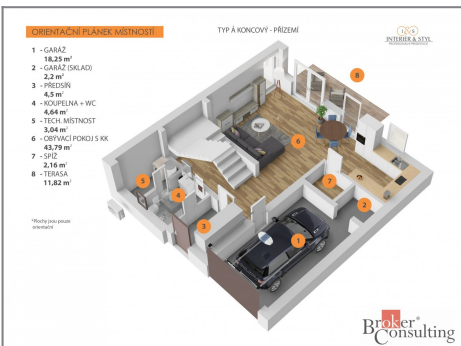 ORIENTAČNÍ PLÁNEK MÍSTNOSTÍ
TYP A KONCOVÝ - PŘÍZEMÍ
INTERIER & STYL
1 - GARÁŽ
18,25 m²
2 - GARÁŽ (SKLAD)
2,2 m²
3 - PŘEDSÍŇ
4,5 m²
4 - KOUPELNA + WC
4,64 m²
5 - TECH. MÍSTNOST
3,04 m²
6 - OBÝVACÍ POKOJ S KK
43,79 m²
7 - SPÍŽ
2,16 m²
8 - TERASA
11,82 m²
*Plochy jsou pouze
orientační
8
6
5
4
7
2
3
1
Broker®
Consulting